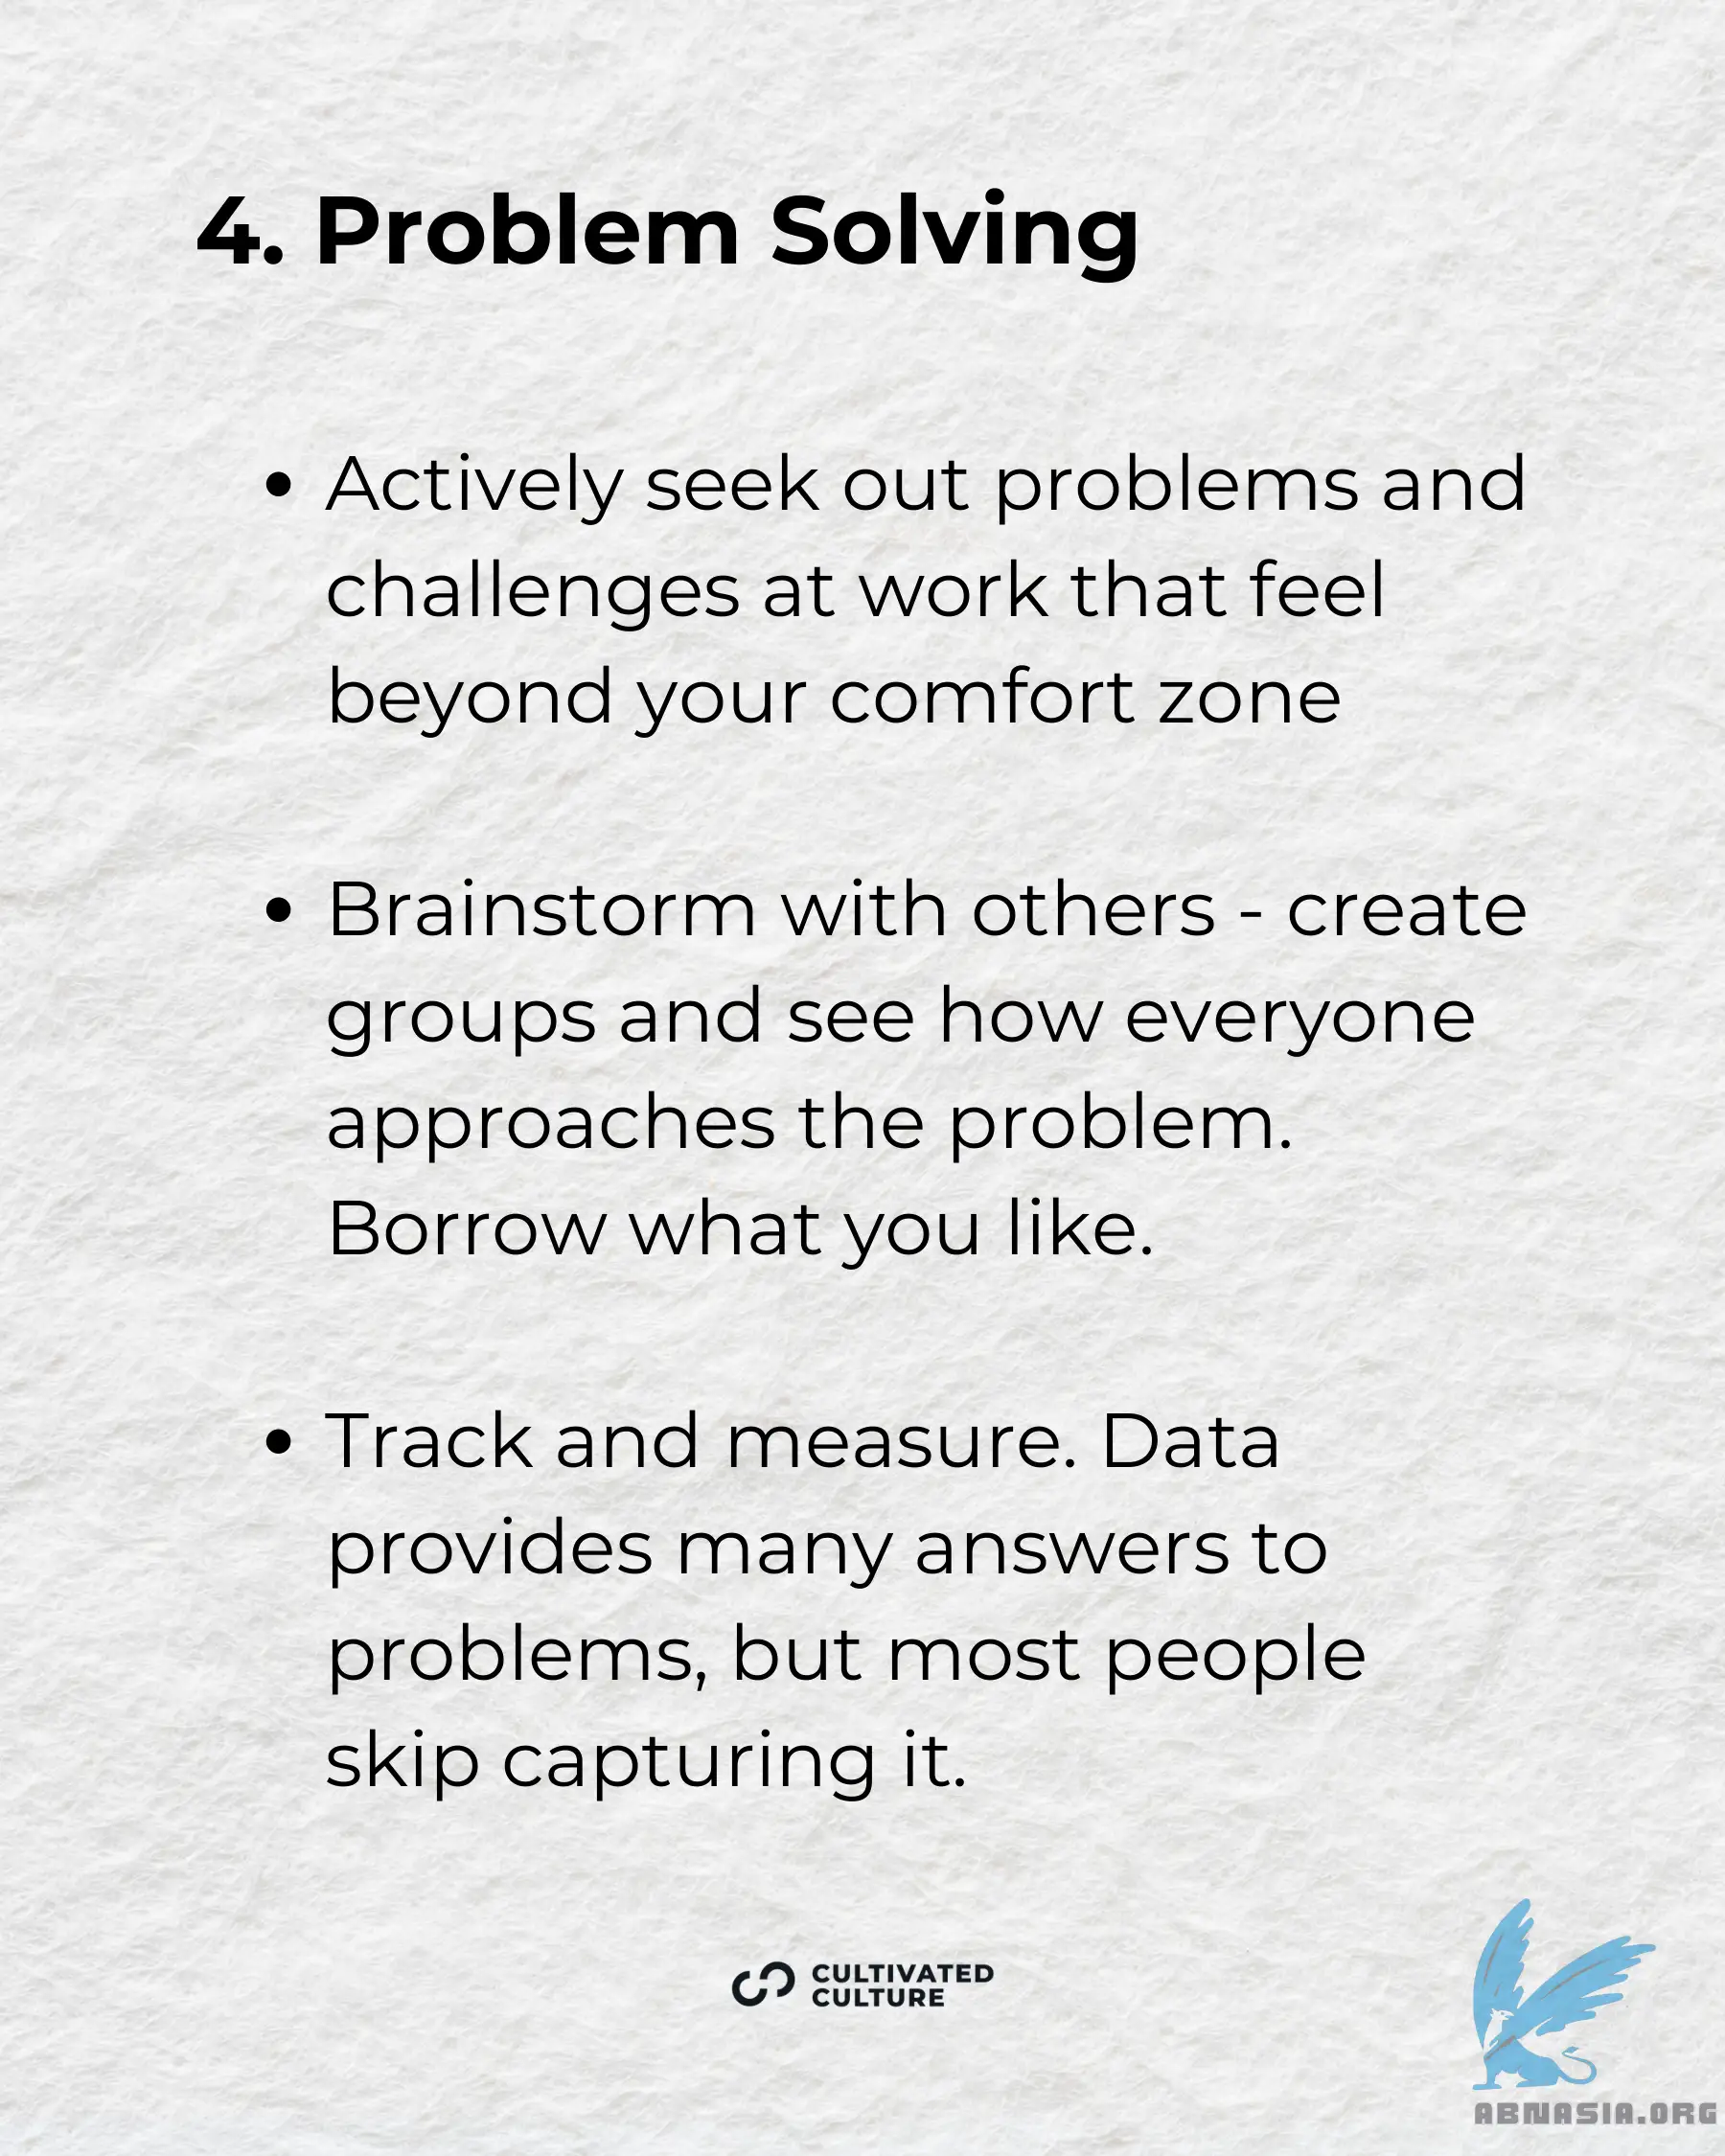 4. Problem Solving
• Actively seek out problems and
challenges at work that feel
beyond your comfort zone
• Brainstorm with others - create
groups and see how everyone
approaches the problem.
Borrow what you like.
• Track and measure. Data
provides many answers to
problems, but most people
skip capturing it.
CULTIVATED
CULTURE
ABNASIA.ORG